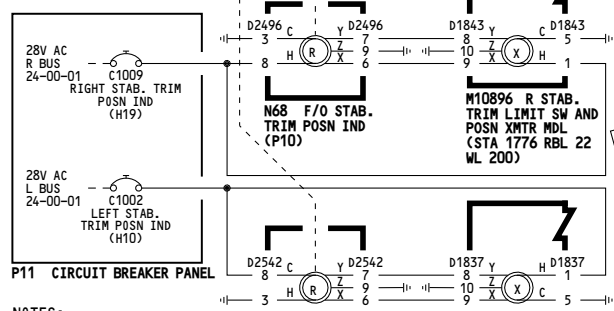 D2496 D2496 D1843 D1843
3 C Y 7 8 Y C 5
R Z 9 10 Z X
8 H X 6 9 X H 1
28V AC
R BUS
24-00-01 C1009
RIGHT STAB. TRIM
POSN IND
(H19)
N68 F/O STAB.
TRIM POSN IND
(P10)
M10896 R STAB.
TRIM LIMIT SW AND
POSN XMTR MDL
(STA 1776 RBL 22
WL 200)
28V AC
L BUS
24-00-01 C1002
LEFT STAB.
TRIM POSN IND
(H10)
P11 CIRCUIT BREAKER PANEL
D2542 D2542 D1837 D1837
8 C Y 7 8 Y H 1
R Z 9 10 Z X
3 H X 6 9 X C 5
NOTES: